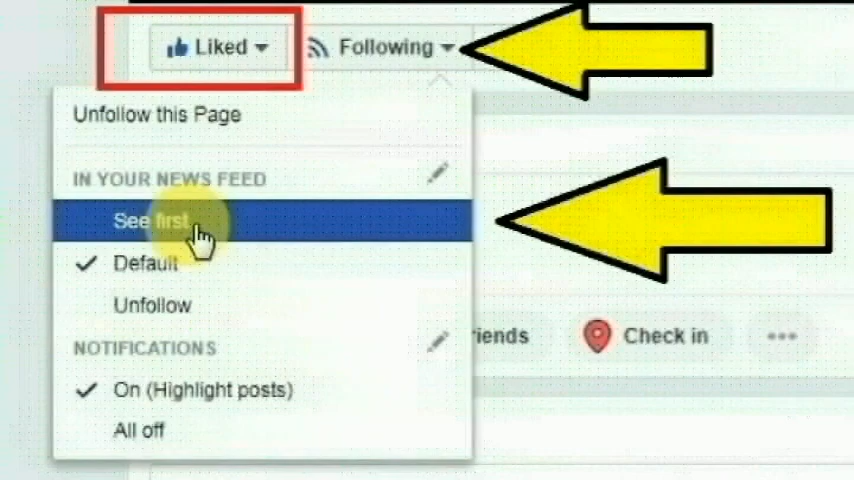 Liked
Following
Unfollow this Page
IN YOUR NEWS FEED
See first
Default
Unfollow
riends
Check in
NOTIFICATIONS
On (Highlight posts)
All off